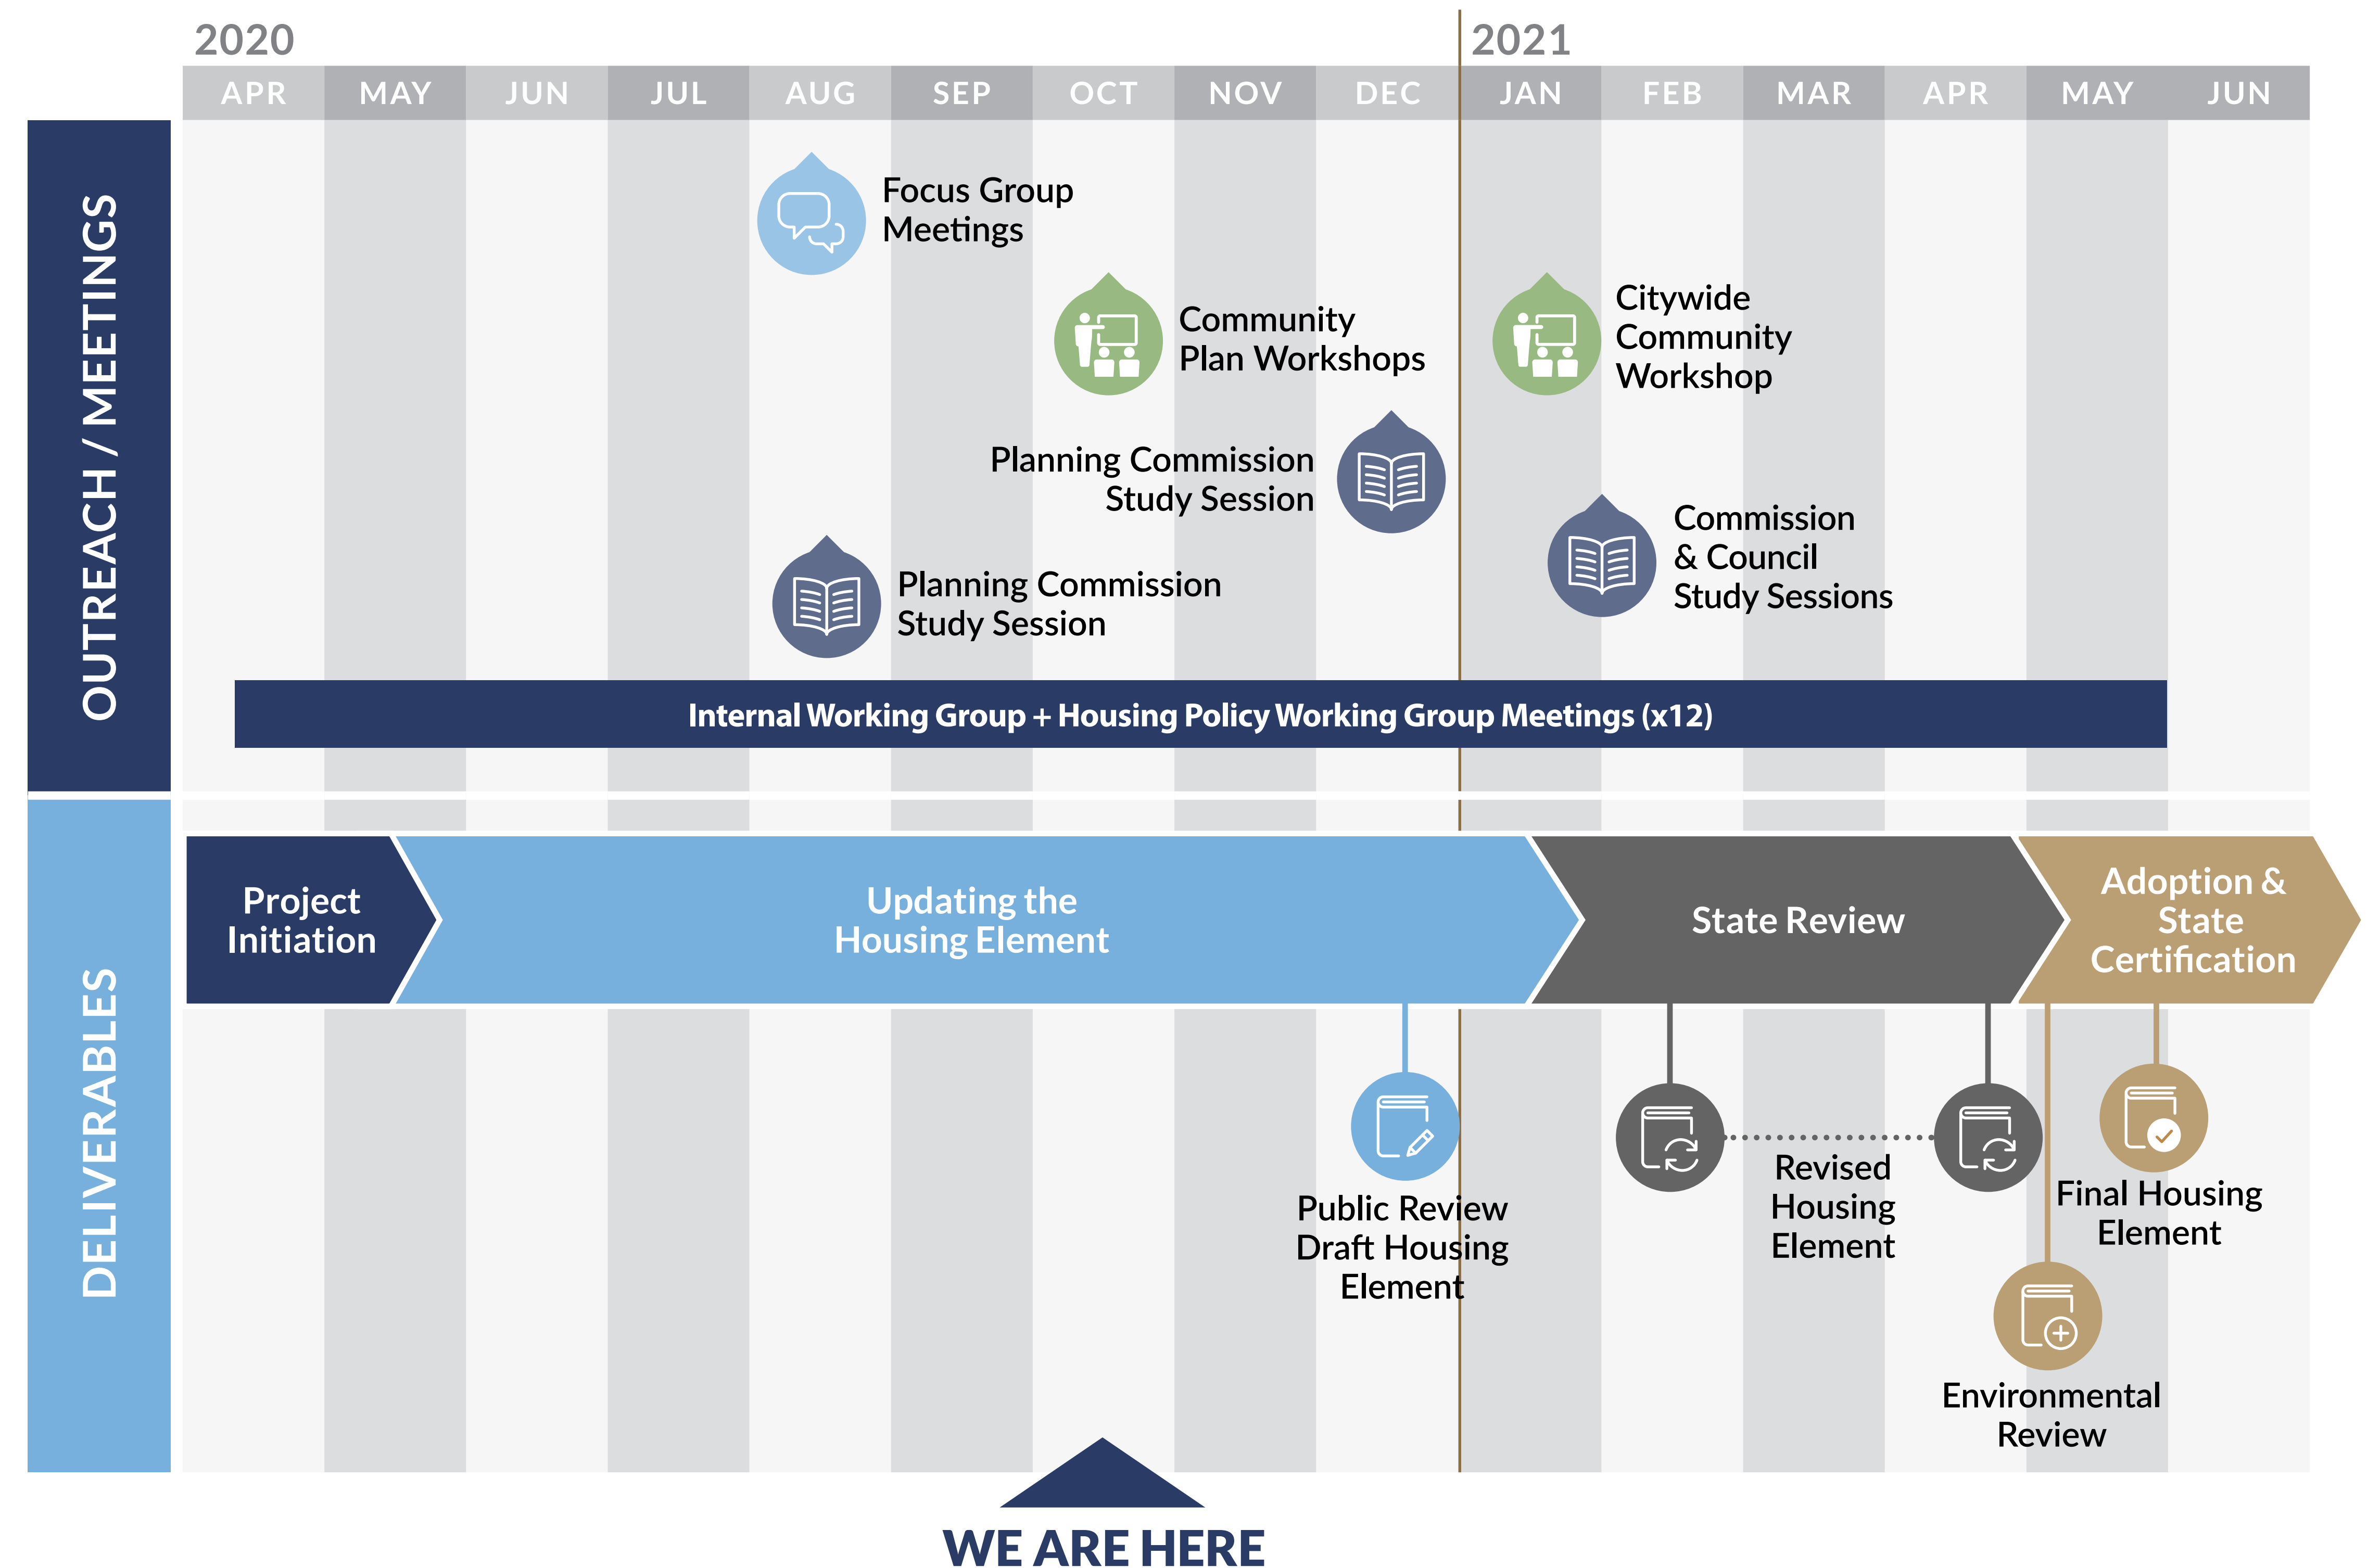 2020
2021
APR MAY JUN JUL AUG SEP OCT NOV DEC JAN FEB MAR APR MAY JUN
OUTREACH / MEETINGS
Focus Group
Meetings
Community
Plan Workshops
Citywide
Community
Workshop
Planning Commission
Study Session
Commission
& Council
Study Sessions
Planning Commission
Study Session
Internal Working Group + Housing Policy Working Group Meetings (x12)
DELIVERABLES
Project
Initiation
Updating the
Housing Element
State Review
Adoption &
State
Certification
Public Review
Draft Housing
Element
Revised
Housing
Element
Final Housing
Element
Environmental
Review
WE ARE HERE